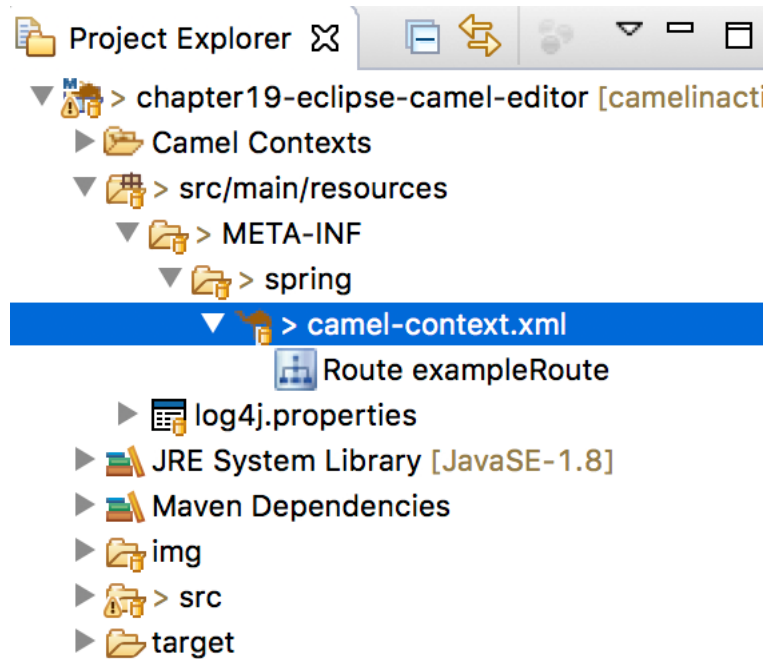 Project Explorer
> chapter19-eclipse-camel-editor [camelinacti
Camel Contexts
> src/main/resources
> META-INF
> spring
> camel-context.xml
Route exampleRoute
log4j.properties
JRE System Library [JavaSE-1.8]
Maven Dependencies
img
> src
target